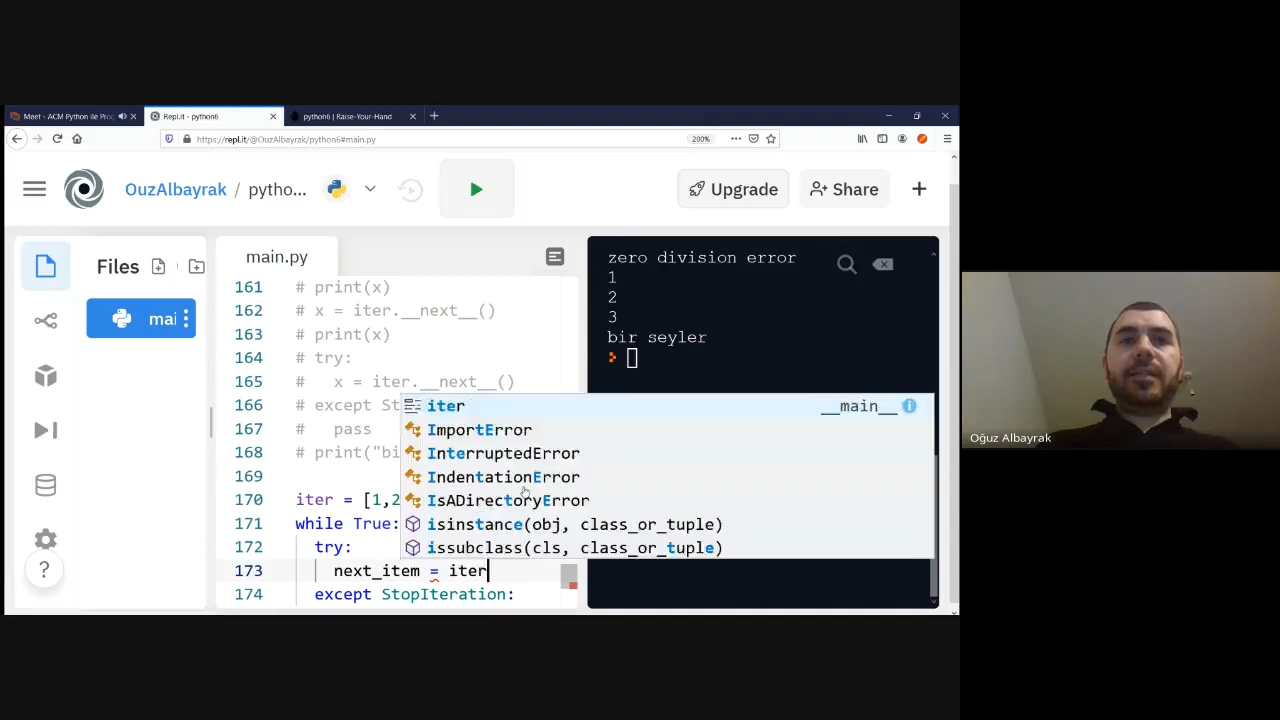 Meet - ACM Python ile Pro
Repl.it - python6
python6 | Raise-Your-Hand
https://repl.it/@OuzAlbayrak/python6#main.py
200%
OuzAlbayrak / pytho...
Upgrade
Share
Files
mai
main.py
161 # print(x)
162 # x = iter.__next__()
163 # print(x)
164 # try:
165 # x = iter.__next__()
166 # except St
167 # pass
168 # print("bi
169
170 iter = [1,2
171 while True:
172 try:
173 next_item = iter
174 except StopIteration:
iter __main__
ImportError
InterruptedError
IndentationError
IsADirectoryError
isinstance(obj, class_or_tuple)
issubclass(cls, class_or_tuple)
zero division error
1
2
3
bir seyler
?
Oğuz Albayrak